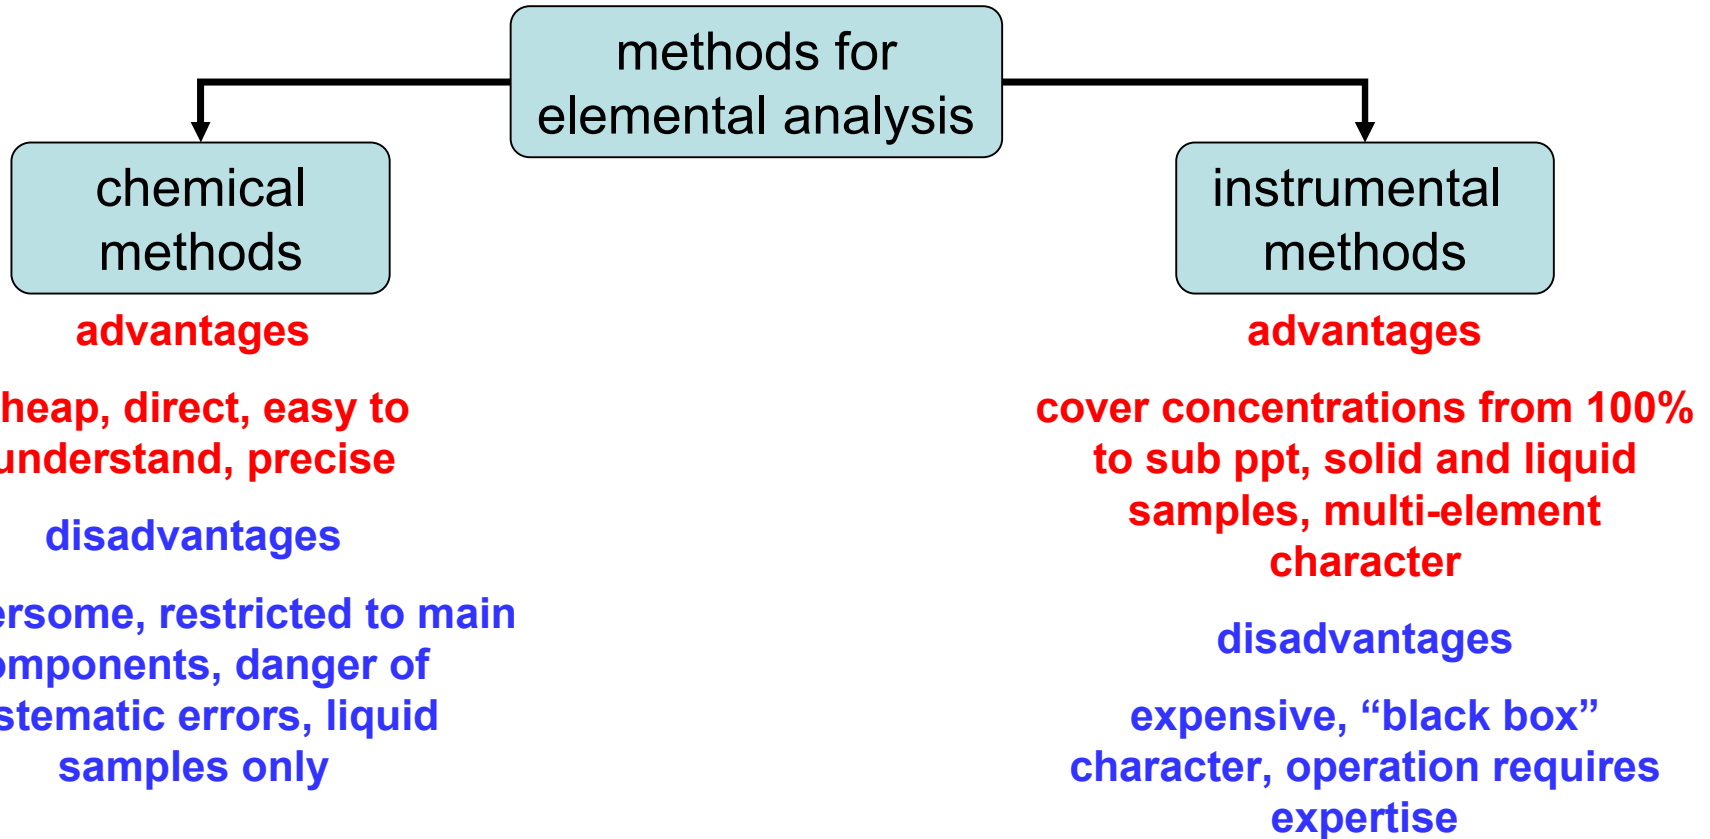 methods for
elemental analysis
chemical
methods
instrumental
methods
advantages
heap, direct, easy to
understand, precise
disadvantages
ersome, restricted to main
omponents, danger of
stematic errors, liquid
samples only
advantages
cover concentrations from 100%
to sub ppt, solid and liquid
samples, multi-element
character
disadvantages
expensive, “black box”
character, operation requires
expertise